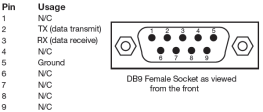 Pin Usage
1 N/C
2 TX (data transmit)
3 RX (data receive)
4 N/C
5 Ground
6 N/C
7 N/C
8 N/C
9 N/C
1 2 3 4 5
6 7 8 9
DB9 Female Socket as viewed
from the front